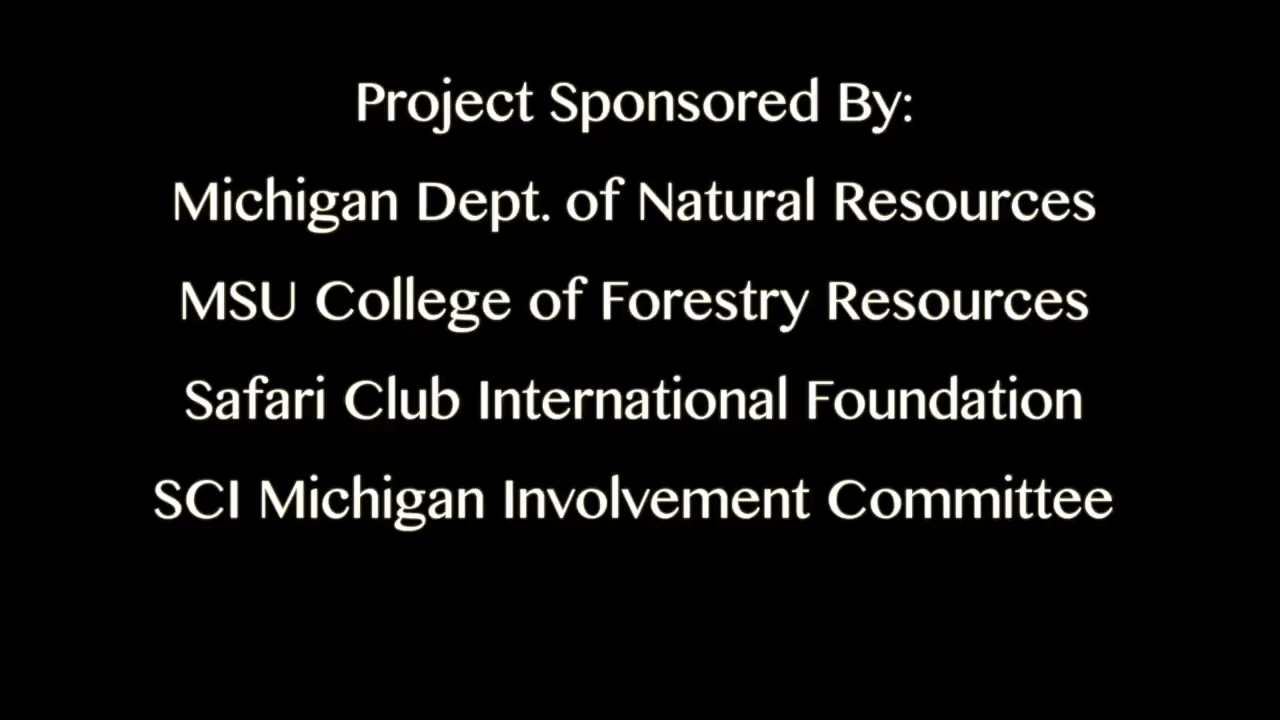 Project Sponsored By:
Michigan Dept. of Natural Resources
MSU College of Forestry Resources
Safari Club International Foundation
SCI Michigan Involvement Committee